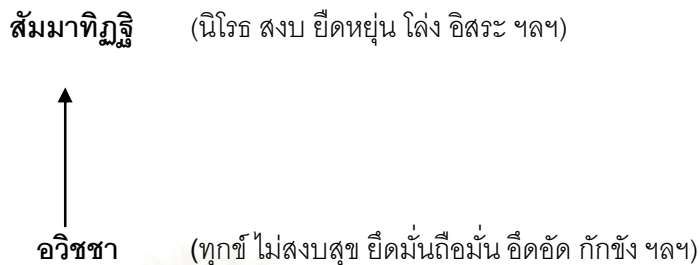 สัมมาทิฏฐิ (นิโรธ สงบ ยืดหยุ่น โล่ง อิสระ ฯลฯ)
อวิชชา (ทุกข์ ไม่สงบสุข ยึดมั่นถือมั่น อึดอัด กักขัง ฯลฯ)